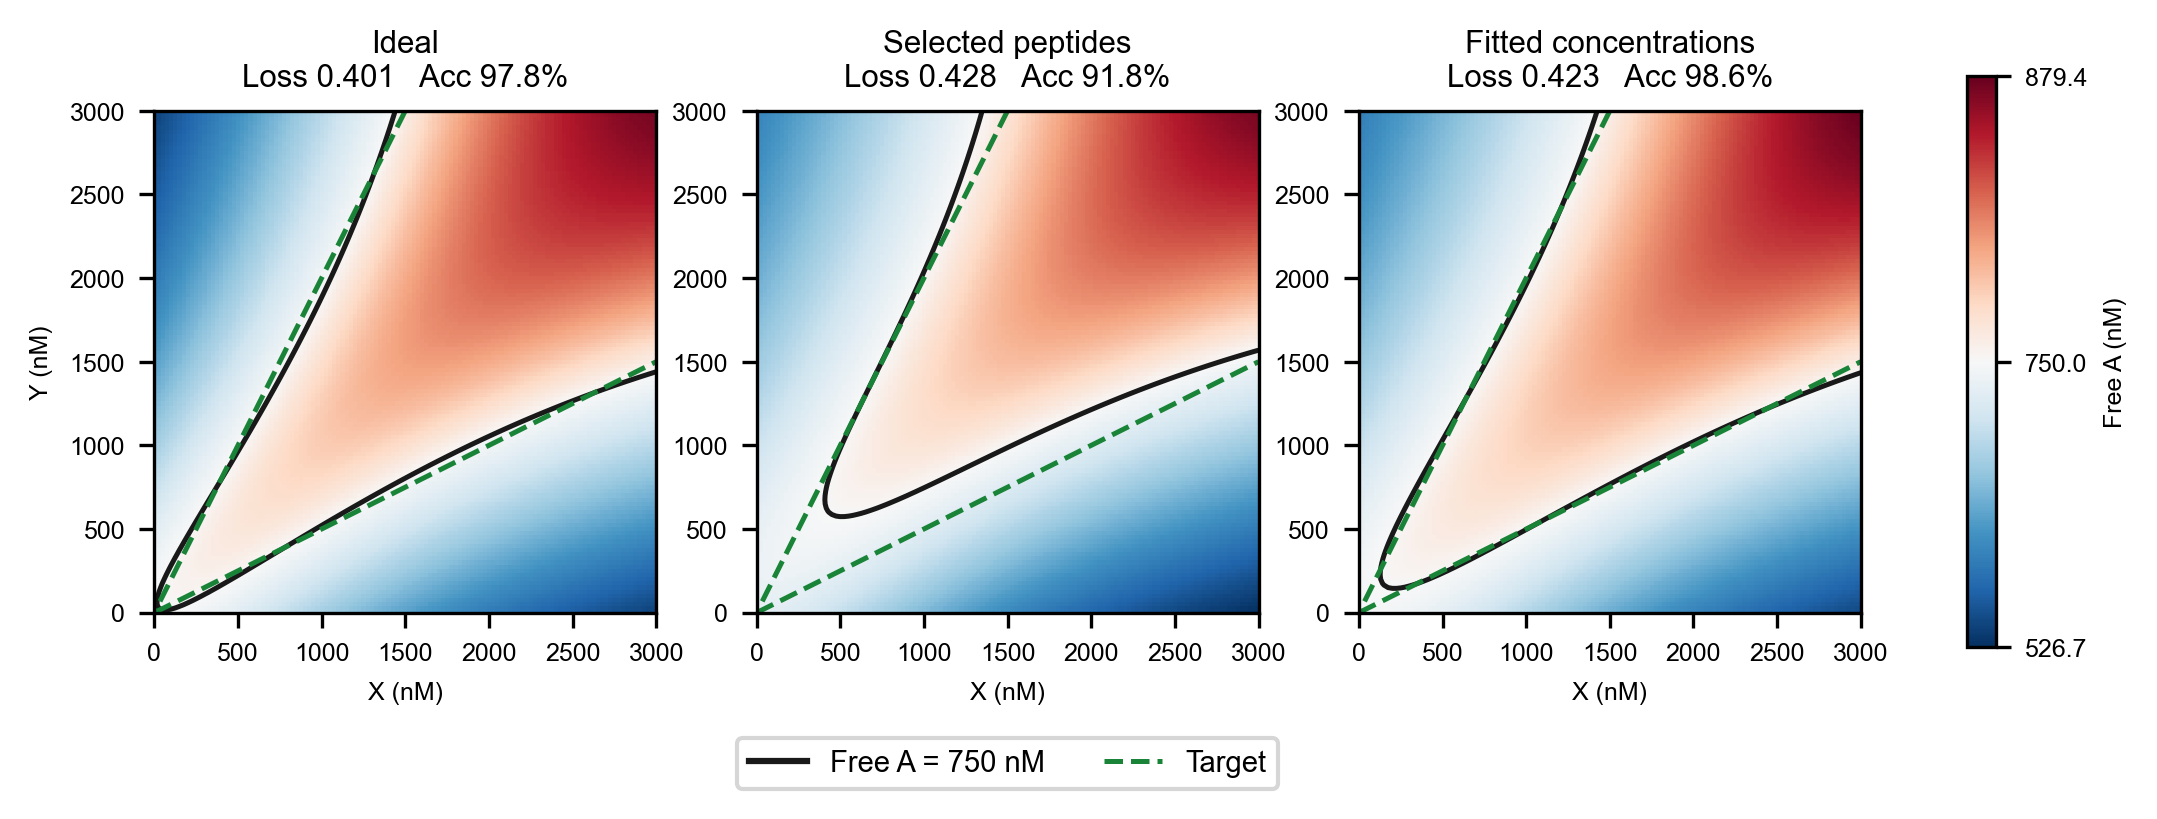 Ideal
Loss 0.401 Acc 97.8%
Selected peptides
Loss 0.428 Acc 91.8%
Fitted concentrations
Loss 0.423 Acc 98.6%
3000
2500
2000
1500
1000
500
0
Y (nM)
0 500 1000 1500 2000 2500 3000
X (nM)
3000
2500
2000
1500
1000
500
0
0 500 1000 1500 2000 2500 3000
X (nM)
3000
2500
2000
1500
1000
500
0
0 500 1000 1500 2000 2500 3000
X (nM)
879.4
750.0
526.7
Free A (nM)
Free A = 750 nM Target